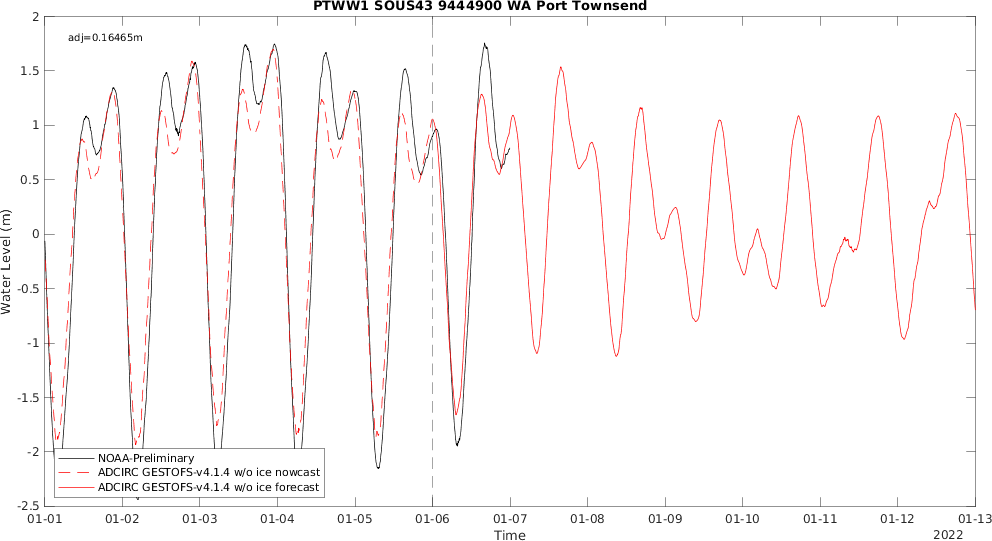 PTWW1 SOUS43 9444900 WA Port Townsend
adj=0.16465m
2
1.5
1
0.5
0
-0.5
-1
-1.5
-2
-2.5
Water Level (m)
NOAA-Preliminary
ADCIRC GESTOFS-v4.1.4 w/o ice nowcast
ADCIRC GESTOFS-v4.1.4 w/o ice forecast
01-01 01-02 01-03 01-04 01-05 01-06 01-07 01-08 01-09 01-10 01-11 01-12 01-13
Time
2022